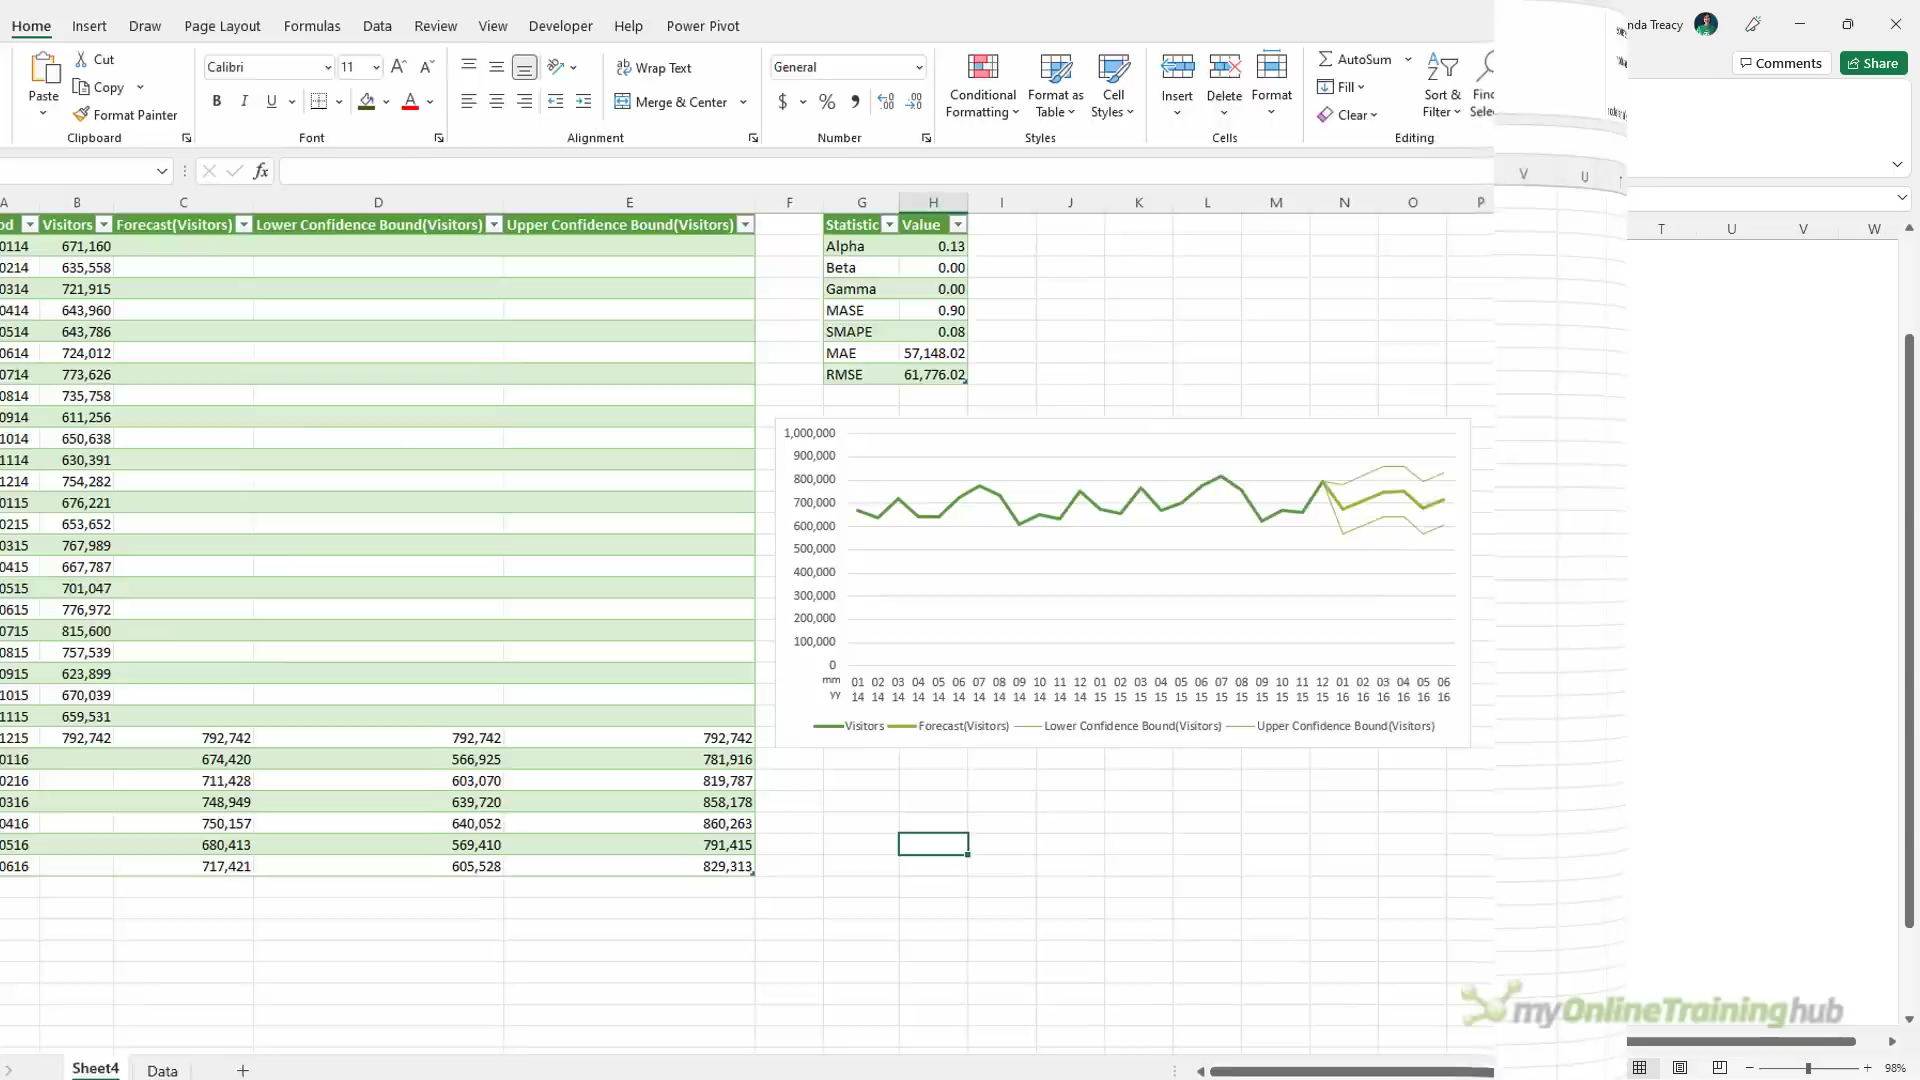 Home Insert Draw Page Layout Formulas Data Review View Developer Help Power Pivot
nda Treacy
Comments Share
Paste Cut Copy Format Painter
Calibri 11
B I U A
Wrap Text
Merge & Center
General
$ %
Conditional Formatting Format as Table Cell Styles
Insert Delete Format
AutoSum
Fill
Clear
Sort & Filter
Find
Clipboard Font Alignment Number Styles Cells Editing
fx
A B C D E F G H I J K L M N O P V U T U V W
od Visitors Forecast(Visitors) Lower Confidence Bound(Visitors) Upper Confidence Bound(Visitors) Statistic Value
0114 671,160 Alpha 0.13
0214 635,558 Beta 0.00
0314 721,915 Gamma 0.00
0414 643,960 MASE 0.90
0514 643,786 SMAPE 0.08
0614 724,012 MAE 57,148.02
0714 773,626 RMSE 61,776.02
0814 735,758
0914 611,256
1014 650,638
1114 630,391
1214 754,282
0115 676,221
0215 653,652
0315 767,989
0415 667,787
0515 701,047
0615 776,972
0715 815,600
0815 757,539
0915 623,899
1015 670,039
1115 659,531
1215 792,742 792,742 792,742 792,742
0116 674,420 566,925 781,916
0216 711,428 603,070 819,787
0316 748,949 639,720 858,178
0416 750,157 640,052 860,263
0516 680,413 569,410 791,415
0616 717,421 605,528 829,313
1,000,000
900,000
800,000
700,000
600,000
500,000
400,000
300,000
200,000
100,000
0
mm 01 02 03 04 05 06 07 08 09 10 11 12 01 02 03 04 05 06 07 08 09 10 11 12 01 02 03 04 05 06
yy 14 14 14 14 14 14 14 14 14 14 14 14 15 15 15 15 15 15 15 15 15 15 15 15 16 16 16 16 16 16
Visitors Forecast(Visitors) Lower Confidence Bound(Visitors) Upper Confidence Bound(Visitors)
myOnlineTraininghub
Sheet4 Data
98%